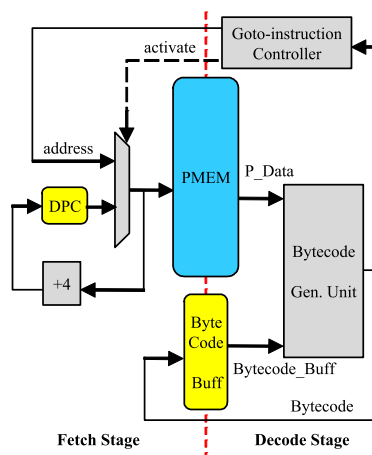 Goto-instruction
Controller
activate
address
PMEM
P_Data
DPC
Bytecode
Gen. Unit
+4
Byte
Code
Buff
Bytecode_Buff
Bytecode
Fetch Stage
Decode Stage